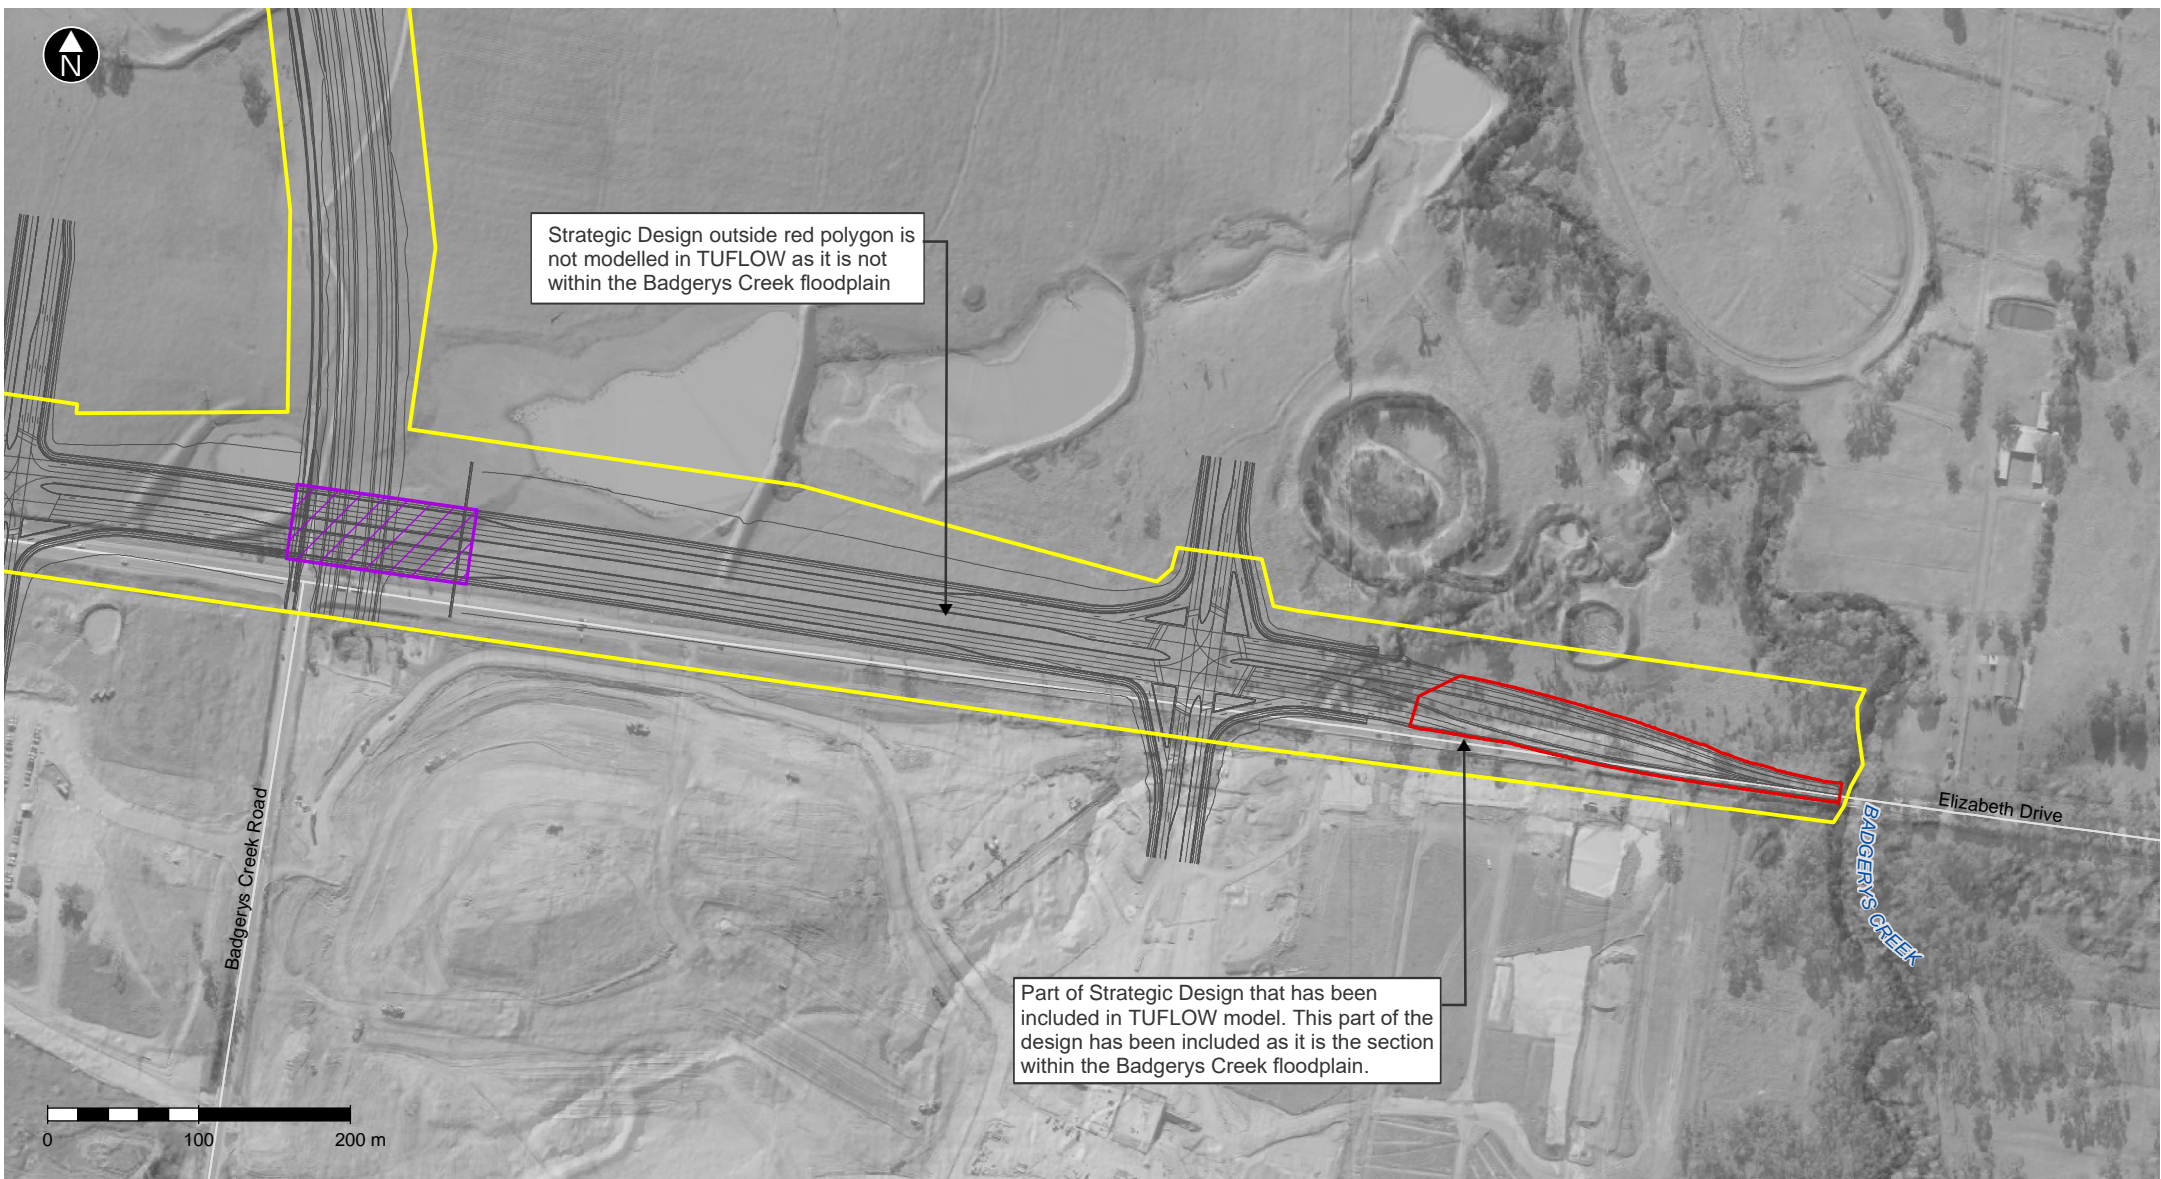 N
Strategic Design outside red polygon is
not modelled in TUFLOW as it is not
within the Badgerys Creek floodplain
Badgerys Creek Road
Elizabeth Drive
BADGERYS CREEK
Part of Strategic Design that has been
included in TUFLOW model. This part of the
design has been included as it is the section
within the Badgerys Creek floodplain.
0 100 200 m